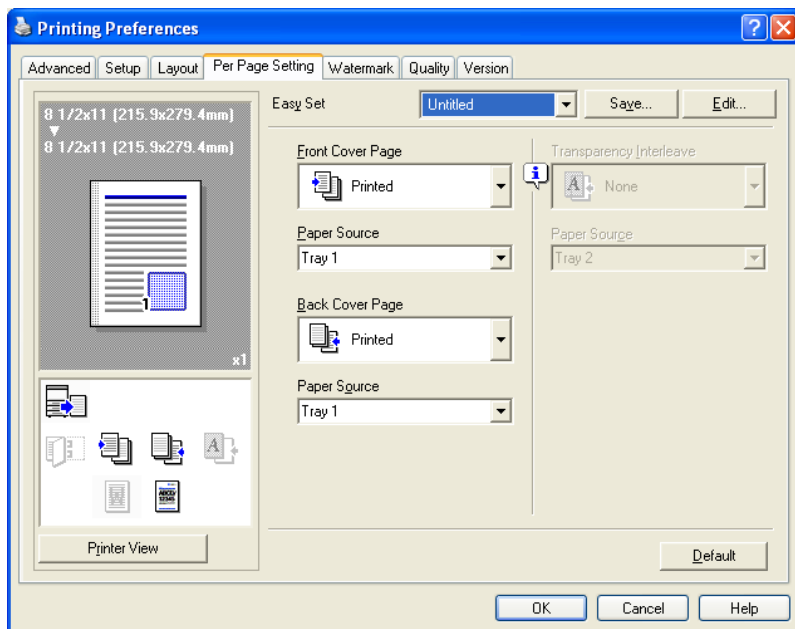 Printing Preferences
Advanced Setup Layout Per Page Setting Watermark Quality Version
8 1/2x11 (215.9x279.4mm)
8 1/2x11 (215.9x279.4mm)
1
x1
Printer View
Easy Set Untitled Save... Edit...
Front Cover Page
Printed
Paper Source
Tray 1
Back Cover Page
Printed
Paper Source
Tray 1
Transparency Interleave
A None
Paper Source
Tray 2
A
W
ABCD/
12345
Default
OK Cancel Help